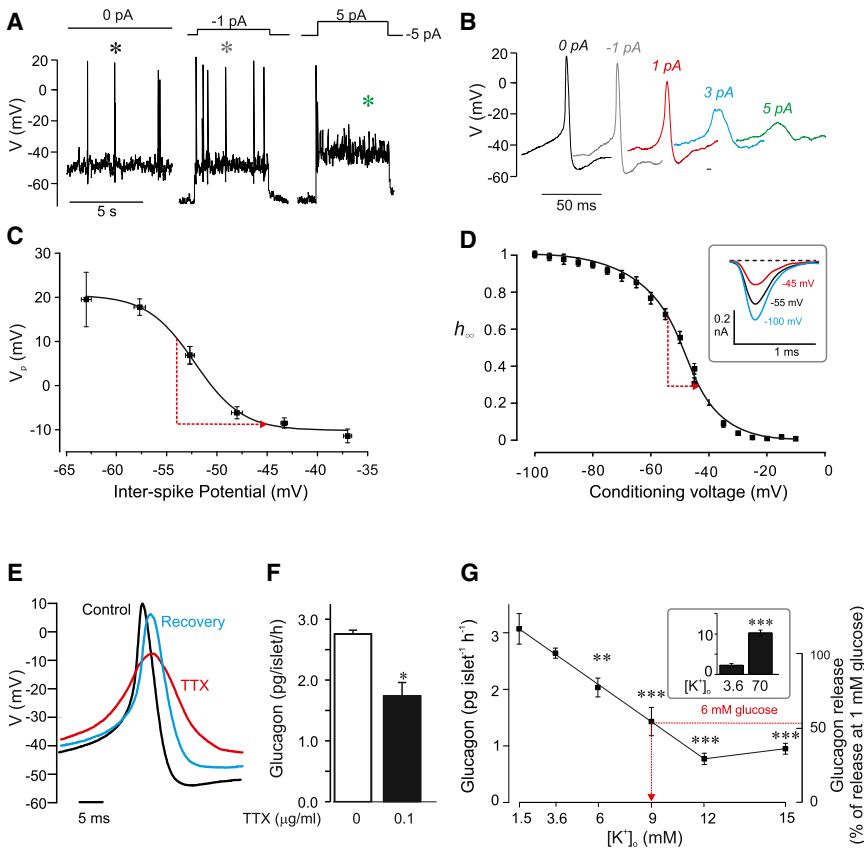 A
0 pA
-1 pA
5 pA
-5 pA
*
*
*
V (mV)
20
0
-20
-40
-60
5 s
B
0 pA
-1 pA
1 pA
3 pA
5 pA
V (mV)
20
0
-20
-40
-60
50 ms
C
Vp
30
20
10
0
-10
-65
-60
-55
-50
-45
-40
-35
Inter-spike Potential (mV)
D
h∞
1
0.8
0.6
0.4
0.2
0
-100
-80
-60
-40
-20
0
Conditioning voltage (mV)
-45 mV
-55 mV
-100 mV
0.2
nA
1 ms
E
V (mV)
10
0
-10
-20
-30
-40
-50
-60
Control
Recovery
TTX
5 ms
F
Glucagon (pg/islet/h)
3.0
2.0
1.0
0.0
*
TTX (µg/ml)
0
0.1
G
Glucagon (pg islet⁻¹ h⁻¹)
3
2
1
0
**
***
***
***
6 mM glucose
10
0
***
[K⁺]ₒ
3.6
70
100
50
0
Glucagon release
(% of release at 1 mM glucose)
1.5
3.6
6
9
12
15
[K⁺]ₒ (mM)